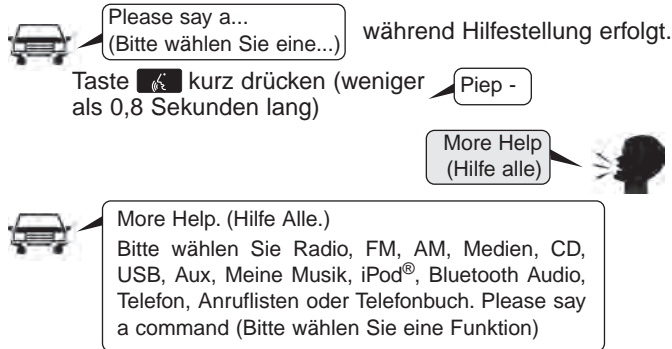 Please say a...
(Bitte wählen Sie eine...)
während Hilfestellung erfolgt.
Taste kurz drücken (weniger
als 0,8 Sekunden lang)
Piep -
More Help
(Hilfe alle)
More Help. (Hilfe Alle.)
Bitte wählen Sie Radio, FM, AM, Medien, CD,
USB, Aux, Meine Musik, iPod®, Bluetooth Audio,
Telefon, Anruflisten oder Telefonbuch. Please say
a command (Bitte wählen Sie eine Funktion)